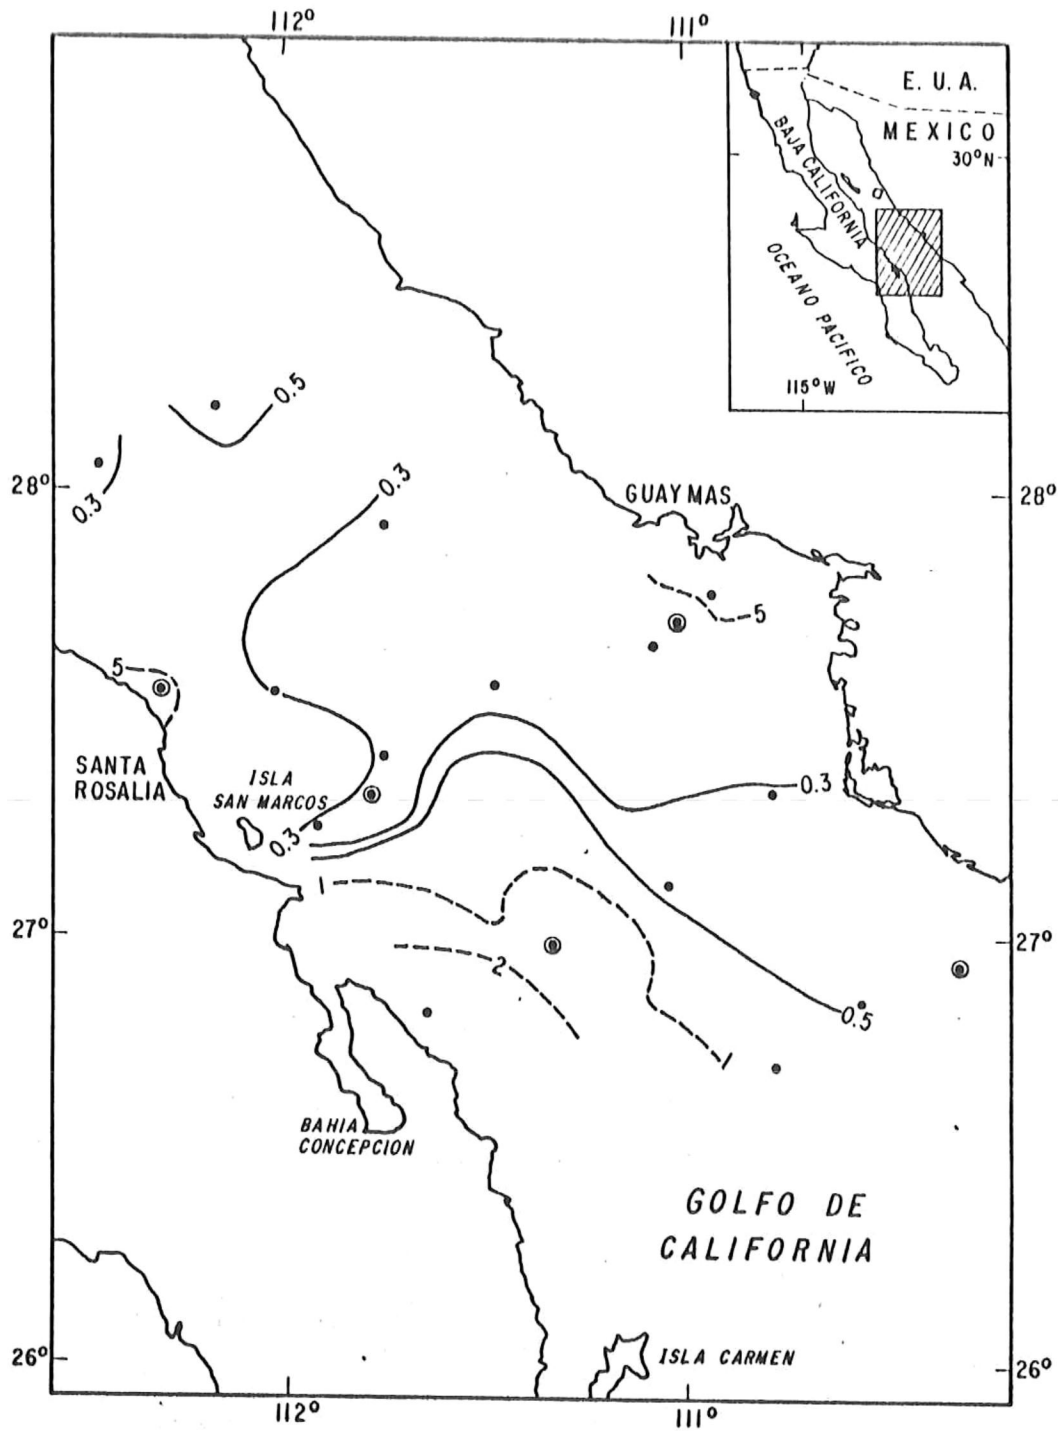 112°
111°
E. U. A.
MEXICO
30°N
BAJA CALIFORNIA
OCEANO PACIFICO
115°W
0.5
28°
0.3
0.3
GUAYMAS
28°
5
5
SANTA
ROSALIA
ISLA
SAN MARCOS
0.3
0.3
1
27°
2
27°
0.5
1
BAHIA
CONCEPCION
GOLFO DE
CALIFORNIA
26°
ISLA CARMEN
26°
112°
111°